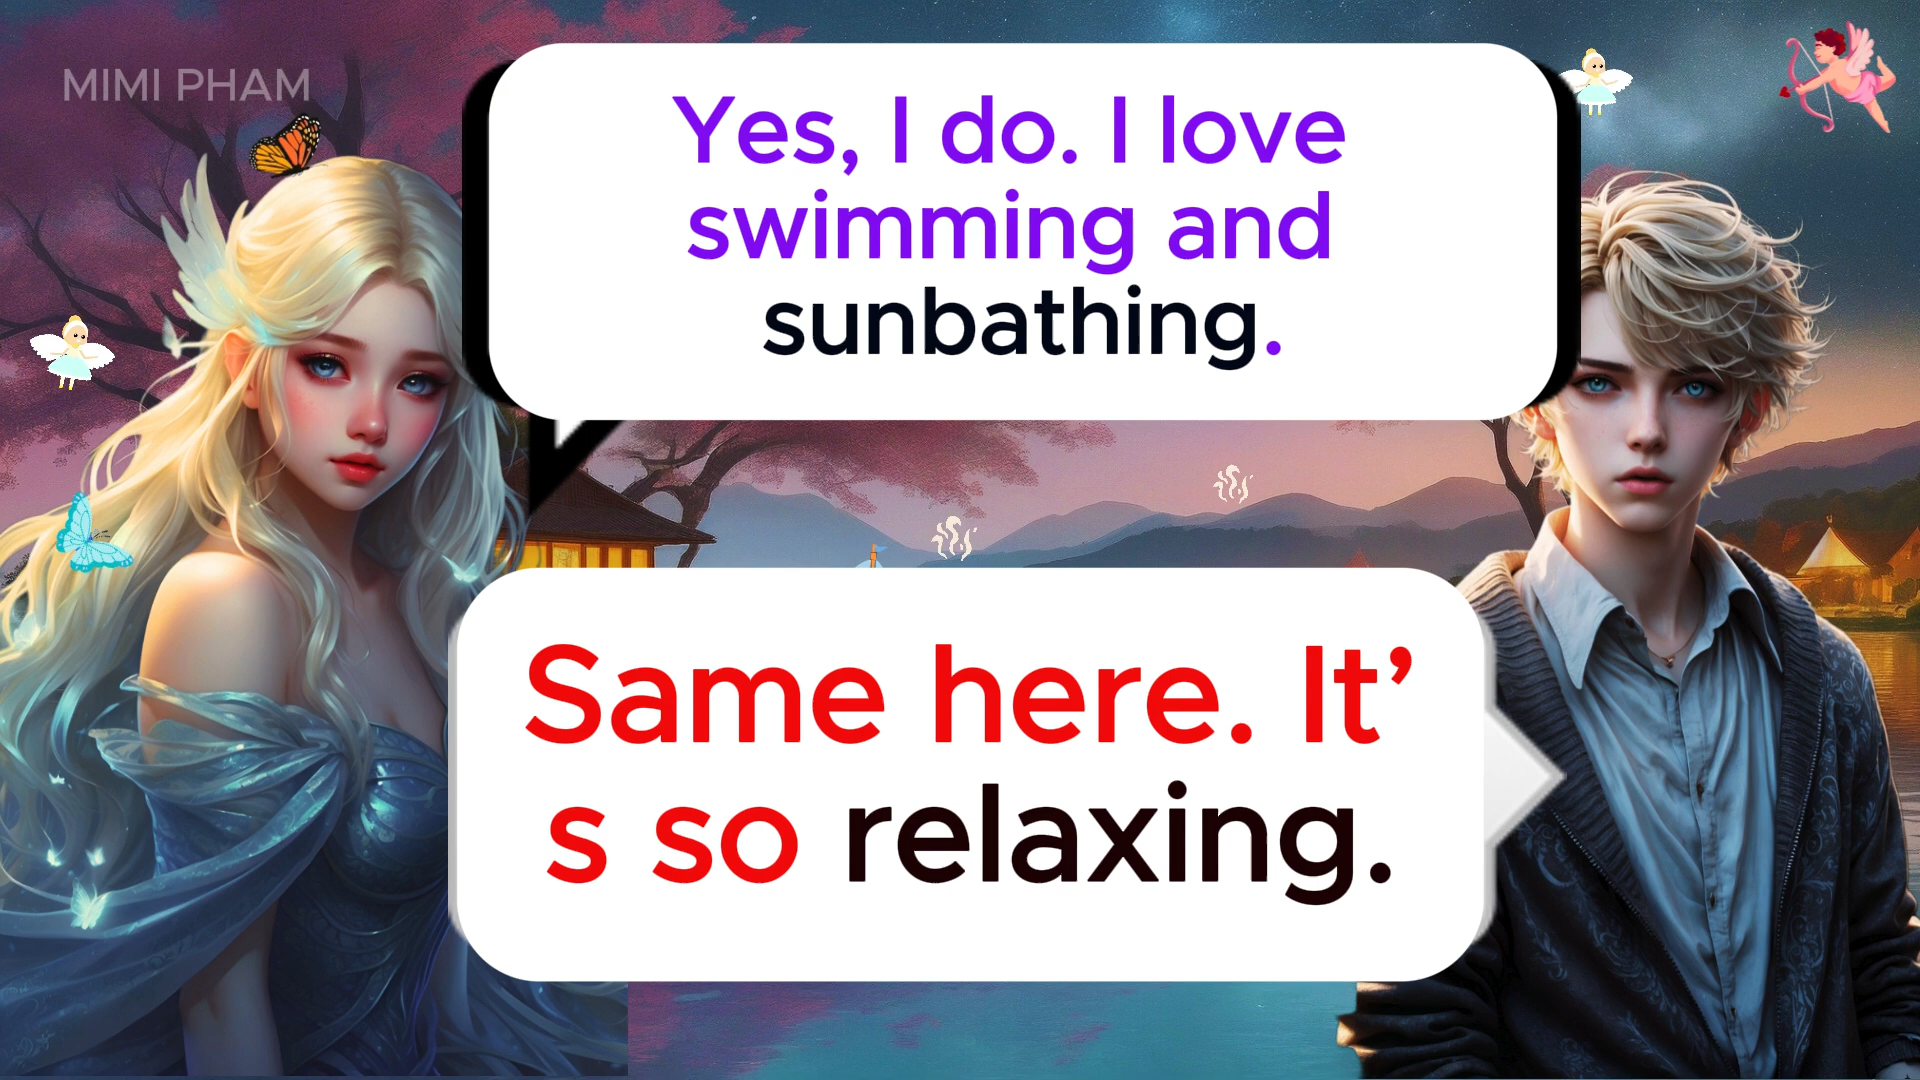 MIMI PHAM
Yes, I do. I love
swimming and
sunbathing.
Same here. It’
s so relaxing.